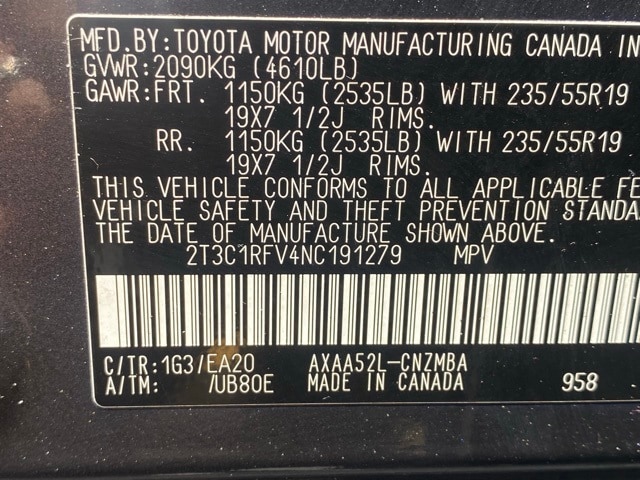 MFD.BY:TOYOTA MOTOR MANUFACTURING CANADA IN
GVWR:2090KG (4610LB)
GAWR:FRT. 1150KG (2535LB) WITH 235/55R19
19X7 1/2J RIMS.
RR. 1150KG (2535LB) WITH 235/55R19
19X7 1/2J RIMS.
THIS VEHICLE CONFORMS TO ALL APPLICABLE FE
VEHICLE SAFETY AND THEFT PREVENTION STANDA
THE DATE OF MANUFACTURE SHOWN ABOVE.
2T3C1RFV4NC191279 MPV
C/TR:1G3/EA20 AXAA52L-CNZMBA
A/TM: /UB80E MADE IN CANADA 958